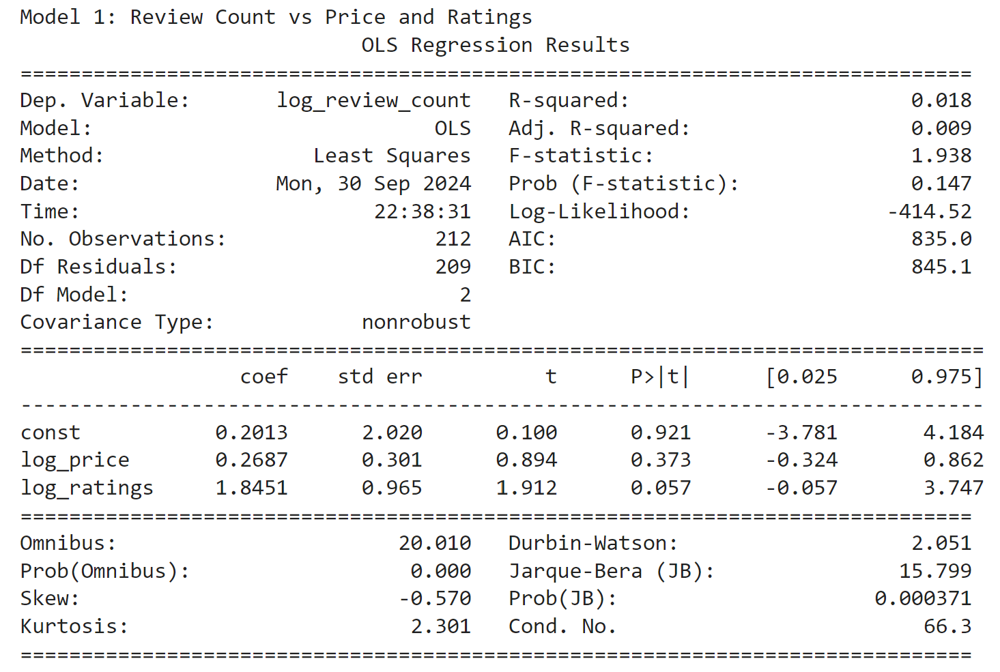 Model 1: Review Count vs Price and Ratings
OLS Regression Results
==============================================================================
Dep. Variable: log_review_count R-squared: 0.018
Model: OLS Adj. R-squared: 0.009
Method: Least Squares F-statistic: 1.938
Date: Mon, 30 Sep 2024 Prob (F-statistic): 0.147
Time: 22:38:31 Log-Likelihood: -414.52
No. Observations: 212 AIC: 835.0
Df Residuals: 209 BIC: 845.1
Df Model: 2
Covariance Type: nonrobust
===============================================================================
coef std err t P>|t| [0.025 0.975]
-------------------------------------------------------------------------------
const 0.2013 2.020 0.100 0.921 -3.781 4.184
log_price 0.2687 0.301 0.894 0.373 -0.324 0.862
log_ratings 1.8451 0.965 1.912 0.057 -0.057 3.747
==============================================================================
Omnibus: 20.010 Durbin-Watson: 2.051
Prob(Omnibus): 0.000 Jarque-Bera (JB): 15.799
Skew: -0.570 Prob(JB): 0.000371
Kurtosis: 2.301 Cond. No. 66.3
==============================================================================